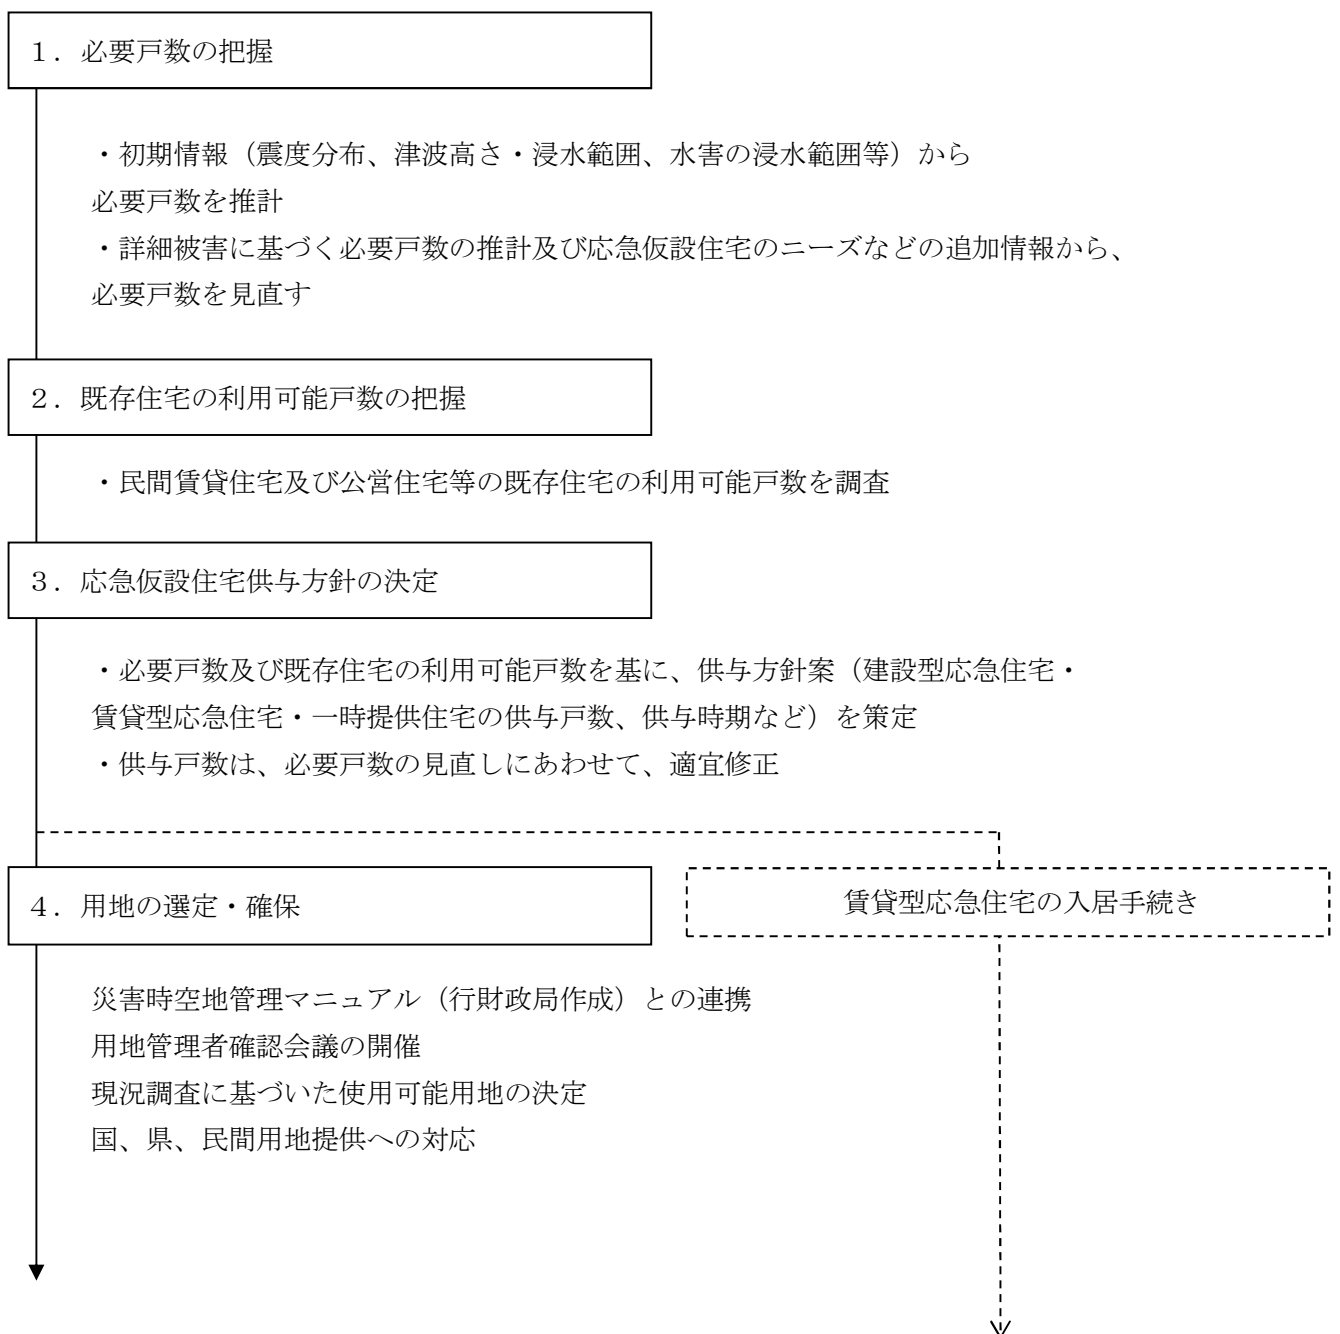 １．必要戸数の把握
・初期情報（震度分布、津波高さ・浸水範囲、水害の浸水範囲等）から
必要戸数を推計
・詳細被害に基づく必要戸数の推計及び応急仮設住宅のニーズなどの追加情報から、
必要戸数を見直す
２．既存住宅の利用可能戸数の把握
・民間賃貸住宅及び公営住宅等の既存住宅の利用可能戸数を調査
３．応急仮設住宅供与方針の決定
・必要戸数及び既存住宅の利用可能戸数を基に、供与方針案（建設型応急住宅・
賃貸型応急住宅・一時提供住宅の供与戸数、供与時期など）を策定
・供与戸数は、必要戸数の見直しにあわせて、適宜修正
４．用地の選定・確保
賃貸型応急住宅の入居手続き
災害時空地管理マニュアル（行財政局作成）との連携
用地管理者確認会議の開催
現況調査に基づいた使用可能用地の決定
国、県、民間用地提供への対応